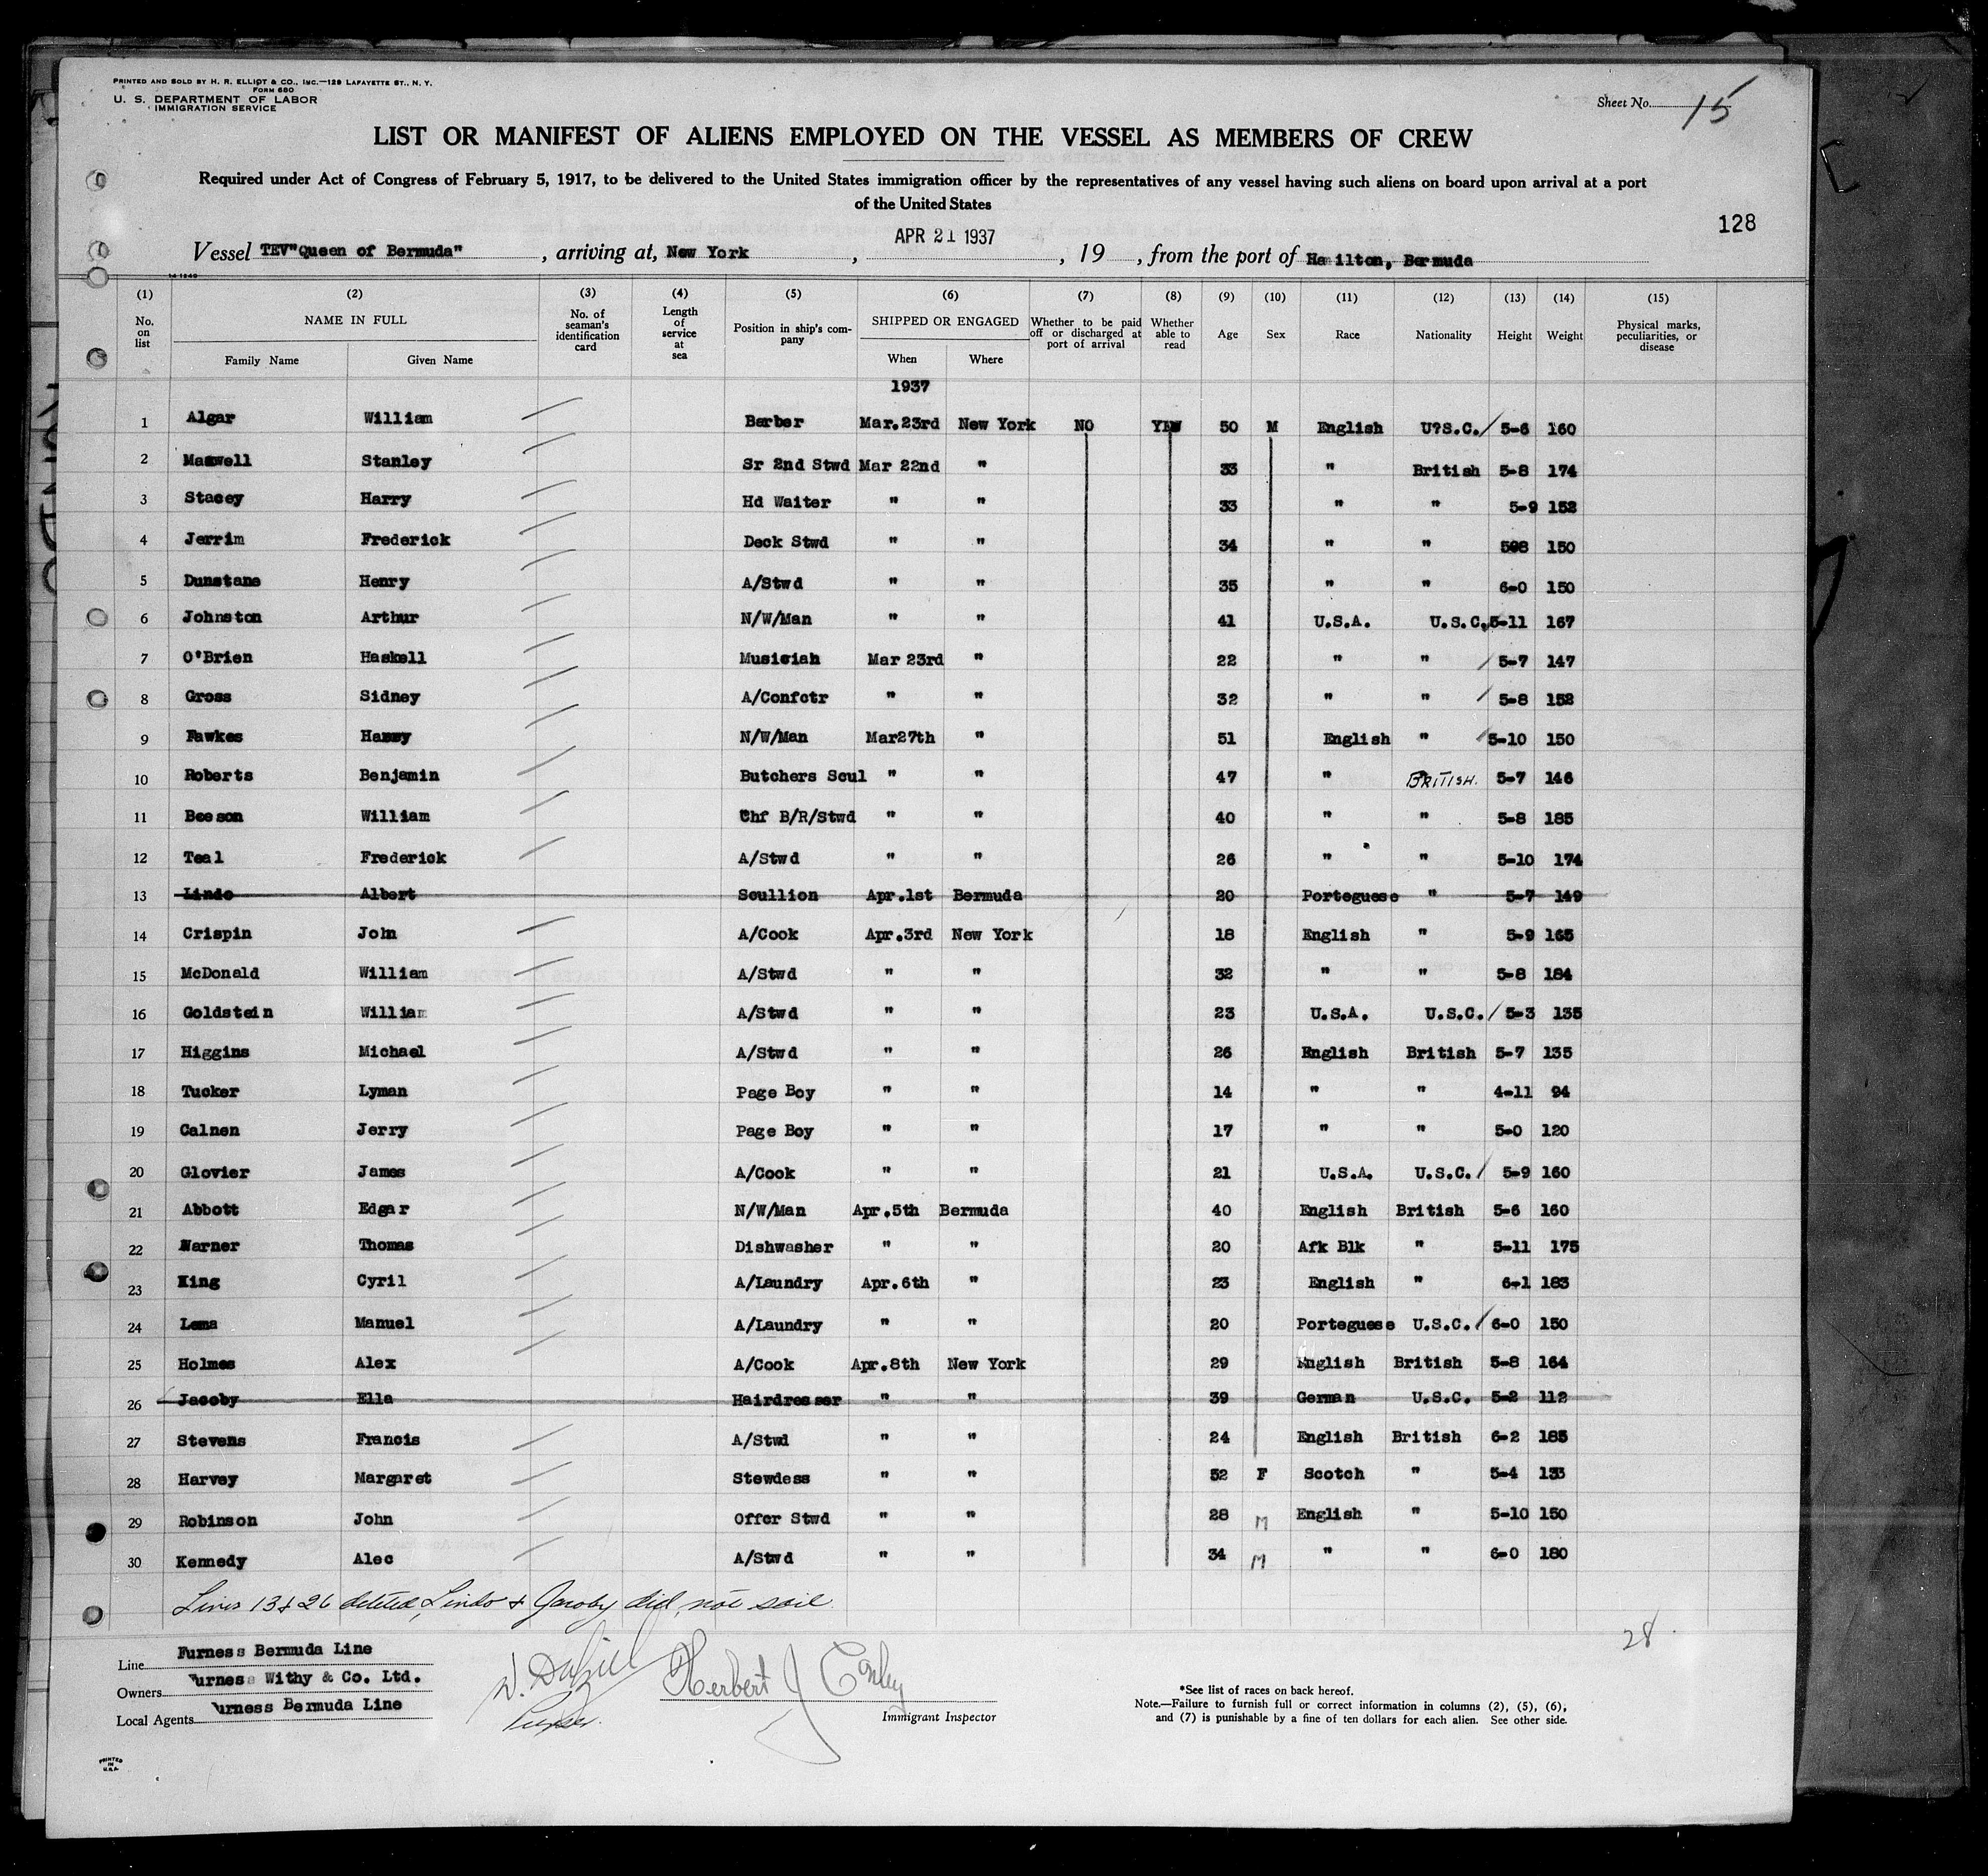 PRINTED AND SOLD BY H. R. ELLIOT & CO., INC.—129 LAFAYETTE ST., N. Y.
FORM 680
U. S. DEPARTMENT OF LABOR
IMMIGRATION SERVICE
Sheet No. 15
LIST OR MANIFEST OF ALIENS EMPLOYED ON THE VESSEL AS MEMBERS OF CREW
Required under Act of Congress of February 5, 1917, to be delivered to the United States immigration officer by the representatives of any vessel having such aliens on board upon arrival at a port
of the United States
128
Vessel TEV"Queen of Bermuda", arriving at, New York, APR 21 1937, 19, from the port of Hamilton, Bermuda
(1) (2) (3) (4) (5) (6) (7) (8) (9) (10) (11) (12) (13) (14) (15)
No. on list NAME IN FULL Family Name Given Name No. of seaman's identification card Length of service at sea Position in ship's company SHIPPED OR ENGAGED When Where Whether to be paid off or discharged at port of arrival Whether able to read Age Sex Race Nationality Height Weight Physical marks, peculiarities, or disease
1937
1 Algar William Barber Mar.23rd New York NO YES 50 M English U?S.C. 5-6 160
2 Maxwell Stanley Sr 2nd Stwd Mar 22nd " 33 " British 5-8 174
3 Stacey Harry Hd Waiter " " 33 " " 5-9 152
4 Jerrim Frederick Deck Stwd " " 34 " " 5-8 150
5 Dunstane Henry A/Stwd " " 35 " " 6-0 150
6 Johnston Arthur N/W/Man " " 41 U.S.A. U.S.C. 5-11 167
7 O'Brien Haskell Musiciah Mar 23rd " 22 " " 5-7 147
8 Gross Sidney A/Confctr " " 32 " " 5-8 152
9 Fawkes Harry N/W/Man Mar27th " 51 English " 5-10 150
10 Roberts Benjamin Butchers Scul " " 47 " BRITISH. 5-7 146
11 Beeson William Chf B/R/Stwd " " 40 " " 5-8 185
12 Teal Frederick A/Stwd " " 26 " " 5-10 174
13 Lindo Albert Scullion Apr.1st Bermuda 20 Porteguese " 5-7 149
14 Crispin John A/Cook Apr.3rd New York 18 English " 5-9 165
15 McDonald William A/Stwd " " 32 " " 5-8 184
16 Goldstein William A/Stwd " " 23 U.S.A. U.S.C. 5-3 135
17 Higgins Michael A/Stwd " " 26 English British 5-7 135
18 Tucker Lyman Page Boy " " 14 " " 4-11 94
19 Calnen Jerry Page Boy " " 17 " " 5-0 120
20 Glovier James A/Cook " " 21 U.S.A. U.S.C. 5-9 160
21 Abbott Edgar N/W/Man Apr.5th Bermuda 40 English British 5-6 160
22 Warner Thomas Dishwasher " " 20 Afk Blk " 5-11 175
23 King Cyril A/Laundry Apr.6th " 23 English " 6-1 183
24 Lema Manuel A/Laundry " " 20 Porteguese U.S.C. 6-0 150
25 Holmes Alex A/Cook Apr.8th New York 29 English British 5-8 164
26 Jacoby Ella Hairdresser " " 39 German U.S.C. 5-2 112
27 Stevens Francis A/Stwd " " 24 English British 6-2 185
28 Harvey Margaret Stewdess " " 52 F Scotch " 5-4 133
29 Robinson John Offcr Stwd " " 28 M English " 5-10 150
30 Kennedy Alec A/Stwd " " 34 M " " 6-0 180
Lines 13 & 26 deleted, Lindo & Jacoby did not sail.
28
Line Furness Bermuda Line
Owners Furness Withy & Co. Ltd.
Local Agents Furness Bermuda Line
Purser.
Herbert J Conley
Immigrant Inspector
*See list of races on back hereof.
Note.—Failure to furnish full or correct information in columns (2), (5), (6),
and (7) is punishable by a fine of ten dollars for each alien. See other side.
PRINTED
IN
U.S.A.